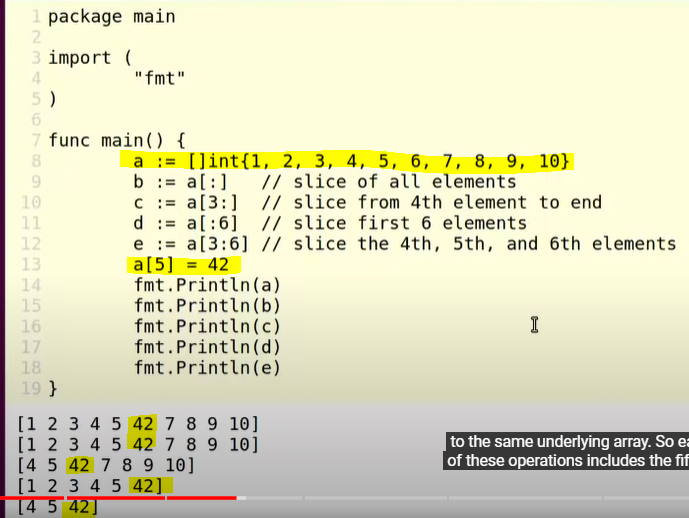 1 package main
2
3 import (
4 "fmt"
5 )
6
7 func main() {
8 a := []int{1, 2, 3, 4, 5, 6, 7, 8, 9, 10}
9 b := a[:] // slice of all elements
10 c := a[3:] // slice from 4th element to end
11 d := a[:6] // slice first 6 elements
12 e := a[3:6] // slice the 4th, 5th, and 6th elements
13 a[5] = 42
14 fmt.Println(a)
15 fmt.Println(b)
16 fmt.Println(c)
17 fmt.Println(d)
18 fmt.Println(e)
19 }
[1 2 3 4 5 42 7 8 9 10]
[1 2 3 4 5 42 7 8 9 10]
[4 5 42 7 8 9 10]
[1 2 3 4 5 42]
[4 5 42]
to the same underlying array. So
of these operations includes the